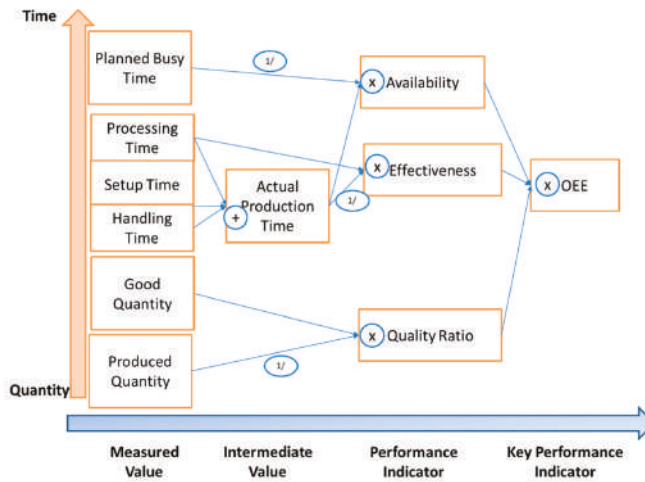 Time
Planned Busy
Time
1/
x Availability
Processing
Time
x Effectiveness
Setup Time
Actual
Production
Time
+
1/
x OEE
Handling
Time
Good
Quantity
x Quality Ratio
Produced
Quantity
1/
Quantity
Measured
Value
Intermediate
Value
Performance
Indicator
Key Performance
Indicator